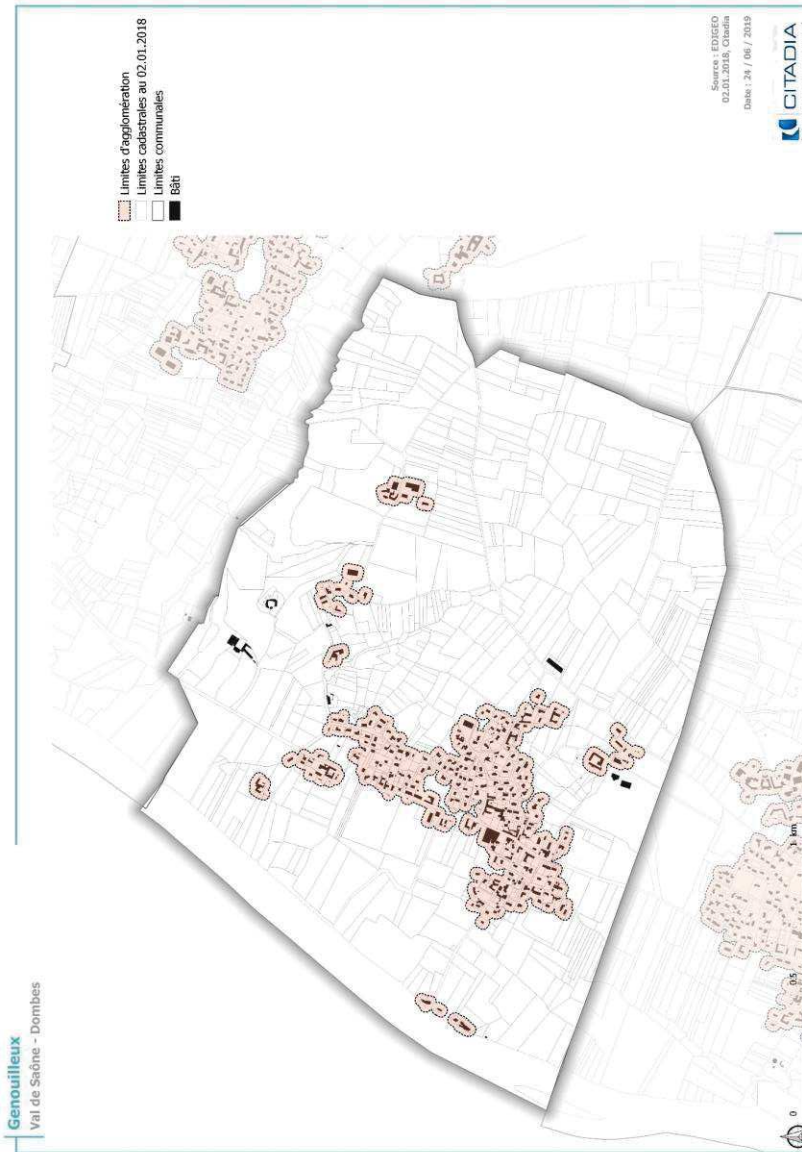 Genouilleux
Val de Saône - Dombes
Limites d'agglomération
Limites cadastrales au 02.01.2018
Limites communales
Bâti
Source : EDIGEO
02.01.2018, Citadia
Date : 24 / 06 / 2019
CITADIA
0
0.5
1 km